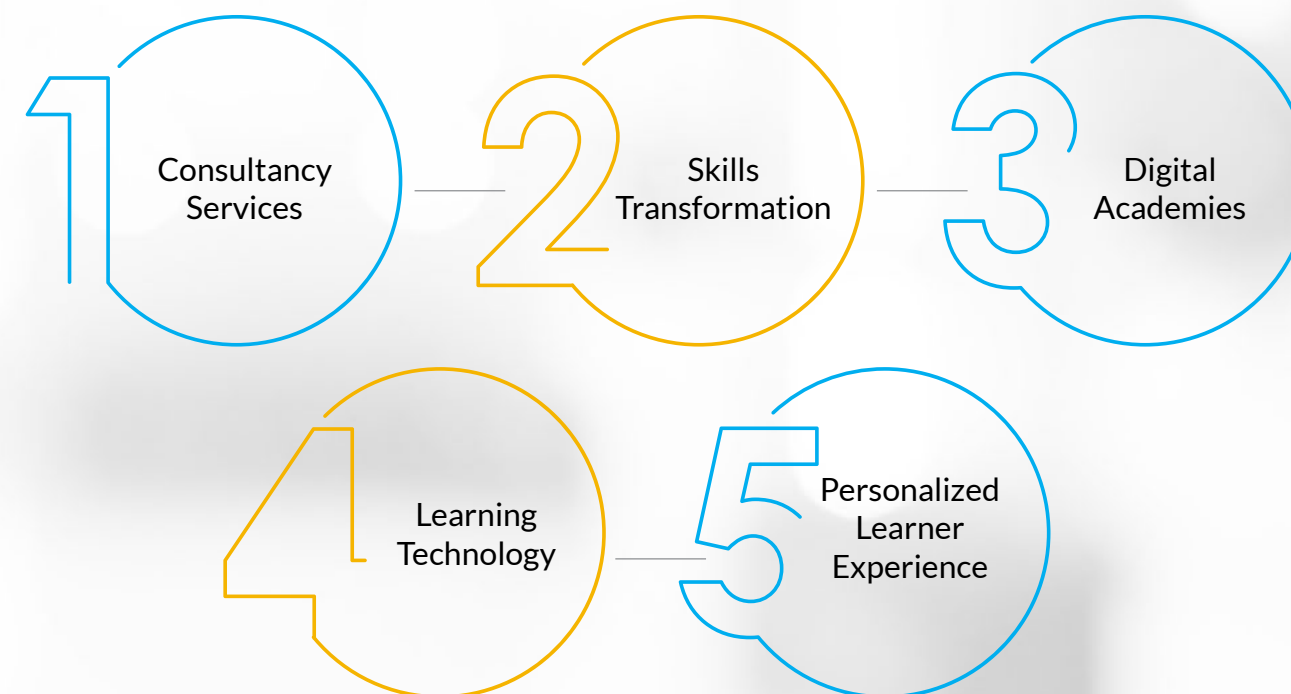 1
Consultancy
Services
2
Skills
Transformation
3
Digital
Academies
4
Learning
Technology
5
Personalized
Learner
Experience